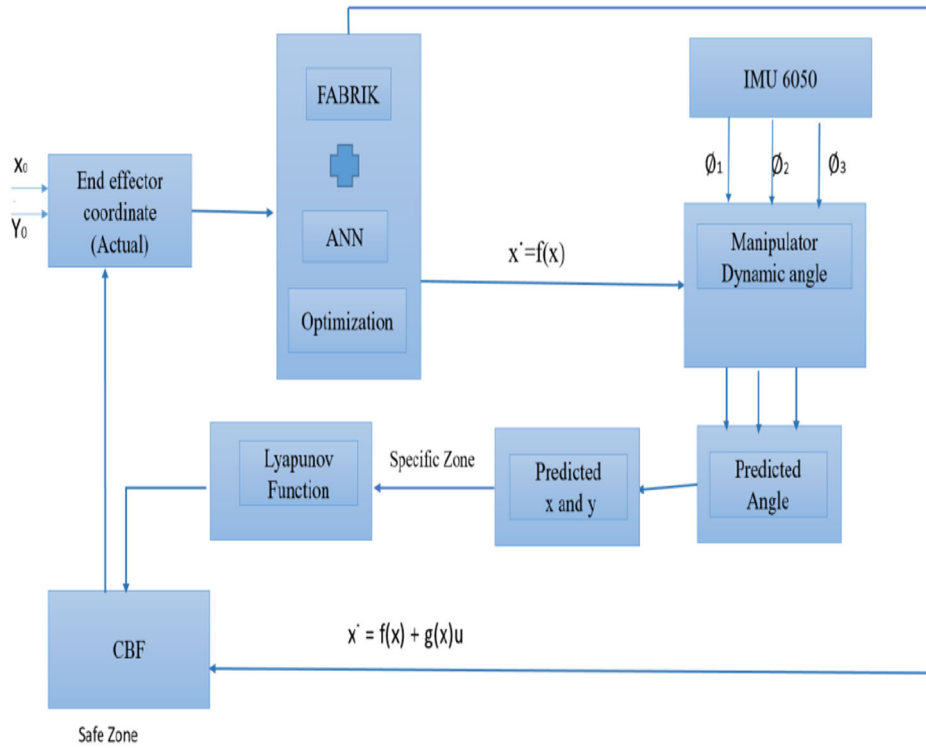 FABRIK
ANN
Optimization
IMU 6050
Ø1
Ø2
Ø3
X0
Y0
End effector
coordinate
(Actual)
x˙=f(x)
Manipulator
Dynamic angle
Lyapunov
Function
Specific Zone
Predicted
x and y
Predicted
Angle
CBF
x˙ = f(x) + g(x)u
Safe Zone